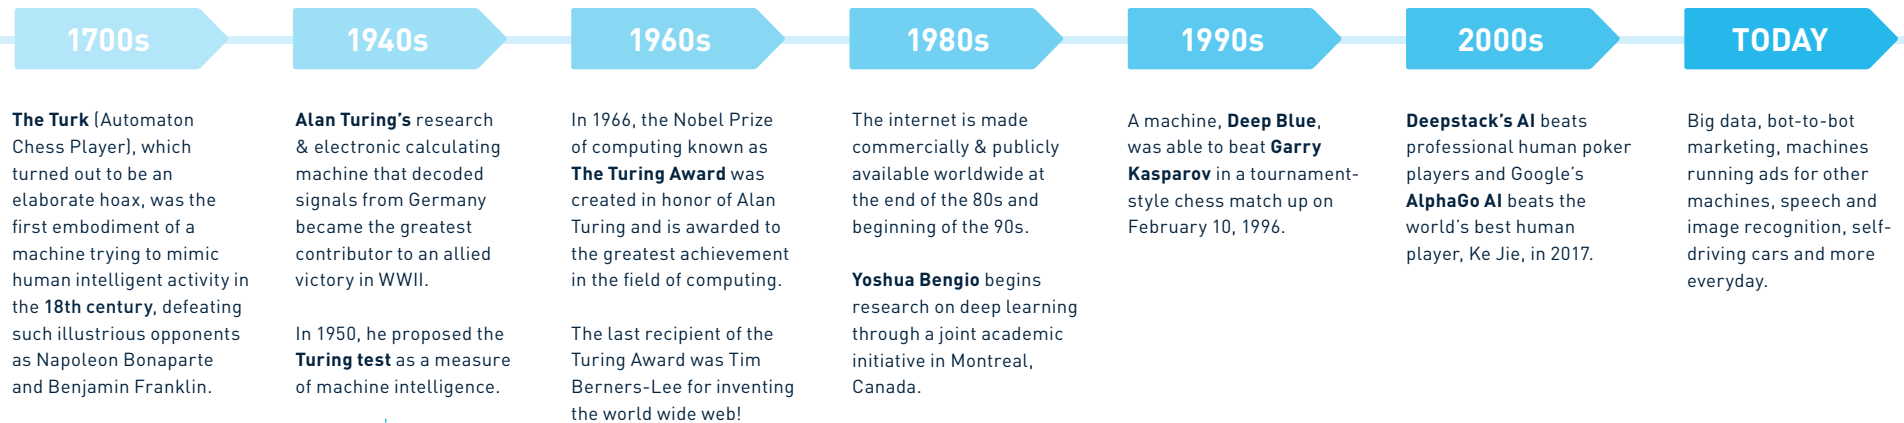 1700s
The Turk (Automaton
Chess Player), which
turned out to be an
elaborate hoax, was the
first embodiment of a
machine trying to mimic
human intelligent activity in
the 18th century, defeating
such illustrious opponents
as Napoleon Bonaparte
and Benjamin Franklin.
1940s
Alan Turing's research
& electronic calculating
machine that decoded
signals from Germany
became the greatest
contributor to an allied
victory in WWII.
In 1950, he proposed the
Turing test as a measure
of machine intelligence.
1960s
In 1966, the Nobel Prize
of computing known as
The Turing Award was
created in honor of Alan
Turing and is awarded to
the greatest achievement
in the field of computing.
The last recipient of the
Turing Award was Tim
Berners-Lee for inventing
the world wide web!
1980s
The internet is made
commercially & publicly
available worldwide at
the end of the 80s and
beginning of the 90s.
Yoshua Bengio begins
research on deep learning
through a joint academic
initiative in Montreal,
Canada.
1990s
A machine, Deep Blue,
was able to beat Garry
Kasparov in a tournament-
style chess match up on
February 10, 1996.
2000s
Deepstack's AI beats
professional human poker
players and Google's
AlphaGo AI beats the
world's best human
player, Ke Jie, in 2017.
TODAY
Big data, bot-to-bot
marketing, machines
running ads for other
machines, speech and
image recognition, self-
driving cars and more
everyday.